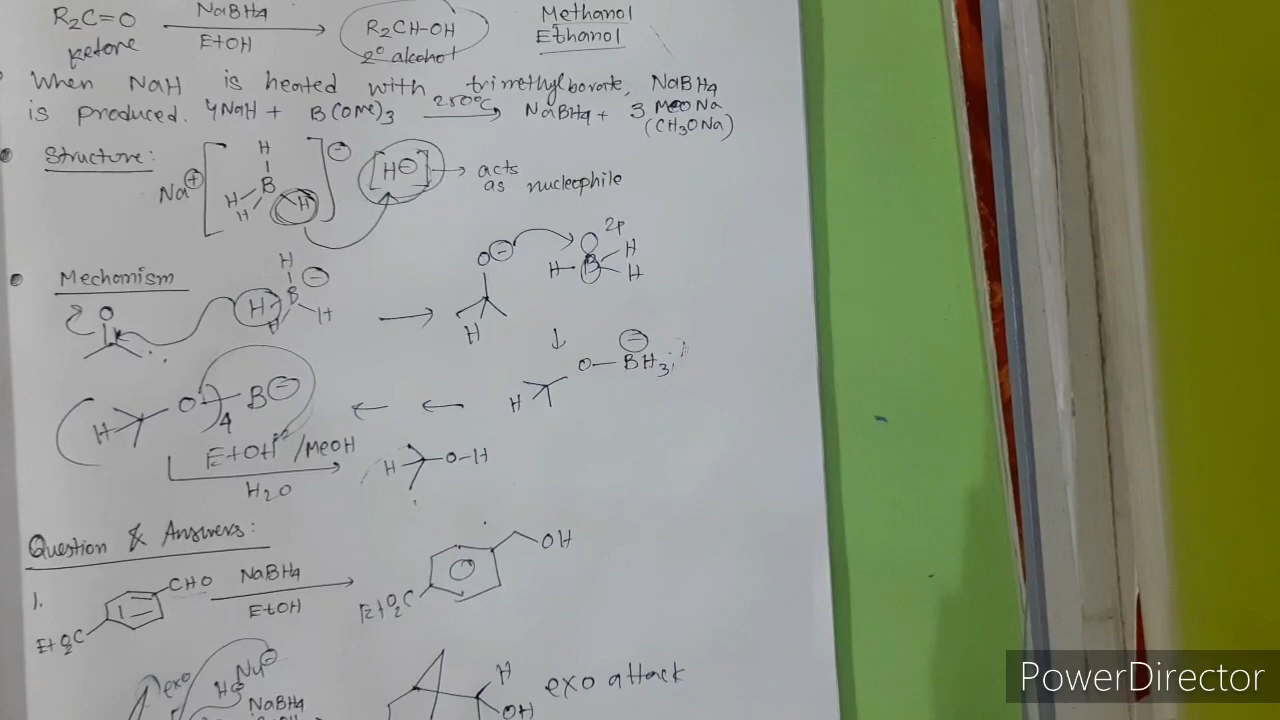 R₂C=O NaBH₄ R₂CH-OH Methanol
ketone EtOH 2° alcohol Ethanol
When NaH is heated with trimethylborate, NaBH₄
is produced. 4NaH + B(OMe)₃ 250°C NaBH₄ + 3 MeONa
(CH₃ONa)
Structure:
Na⊕ H B H H H ⊖ [H⊖] → acts
as nucleophile
Mechanism
O H H B H H ⊖ → O⊖ H 2p H B H H
↓
H O-BH₃ ⊖
(H O)₄ B⊖ ← ←
EtOH/MeOH
H₂O
H O-H
Question & Answers:
1. EtO₂C CHO NaBH₄ EtOH EtO₂C OH
exo H⊖ Nu⊖
NaBH₄
H OH exo attack
PowerDirector